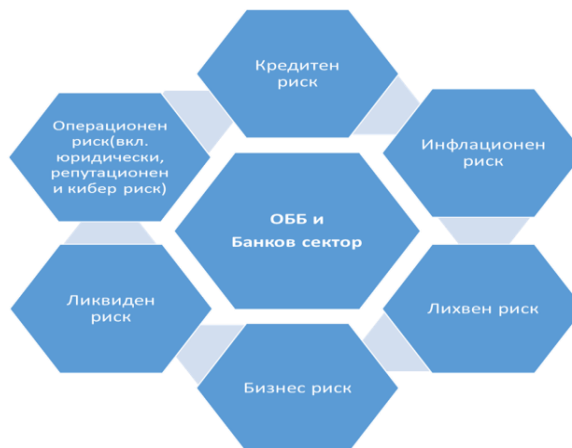 Кредитен
риск
Операционен
риск(вкл.
юридически,
репутационен
и кибер риск)
Инфлационен
риск
ОББ и
Банков сектор
Ликвиден
риск
Лихвен риск
Бизнес риск